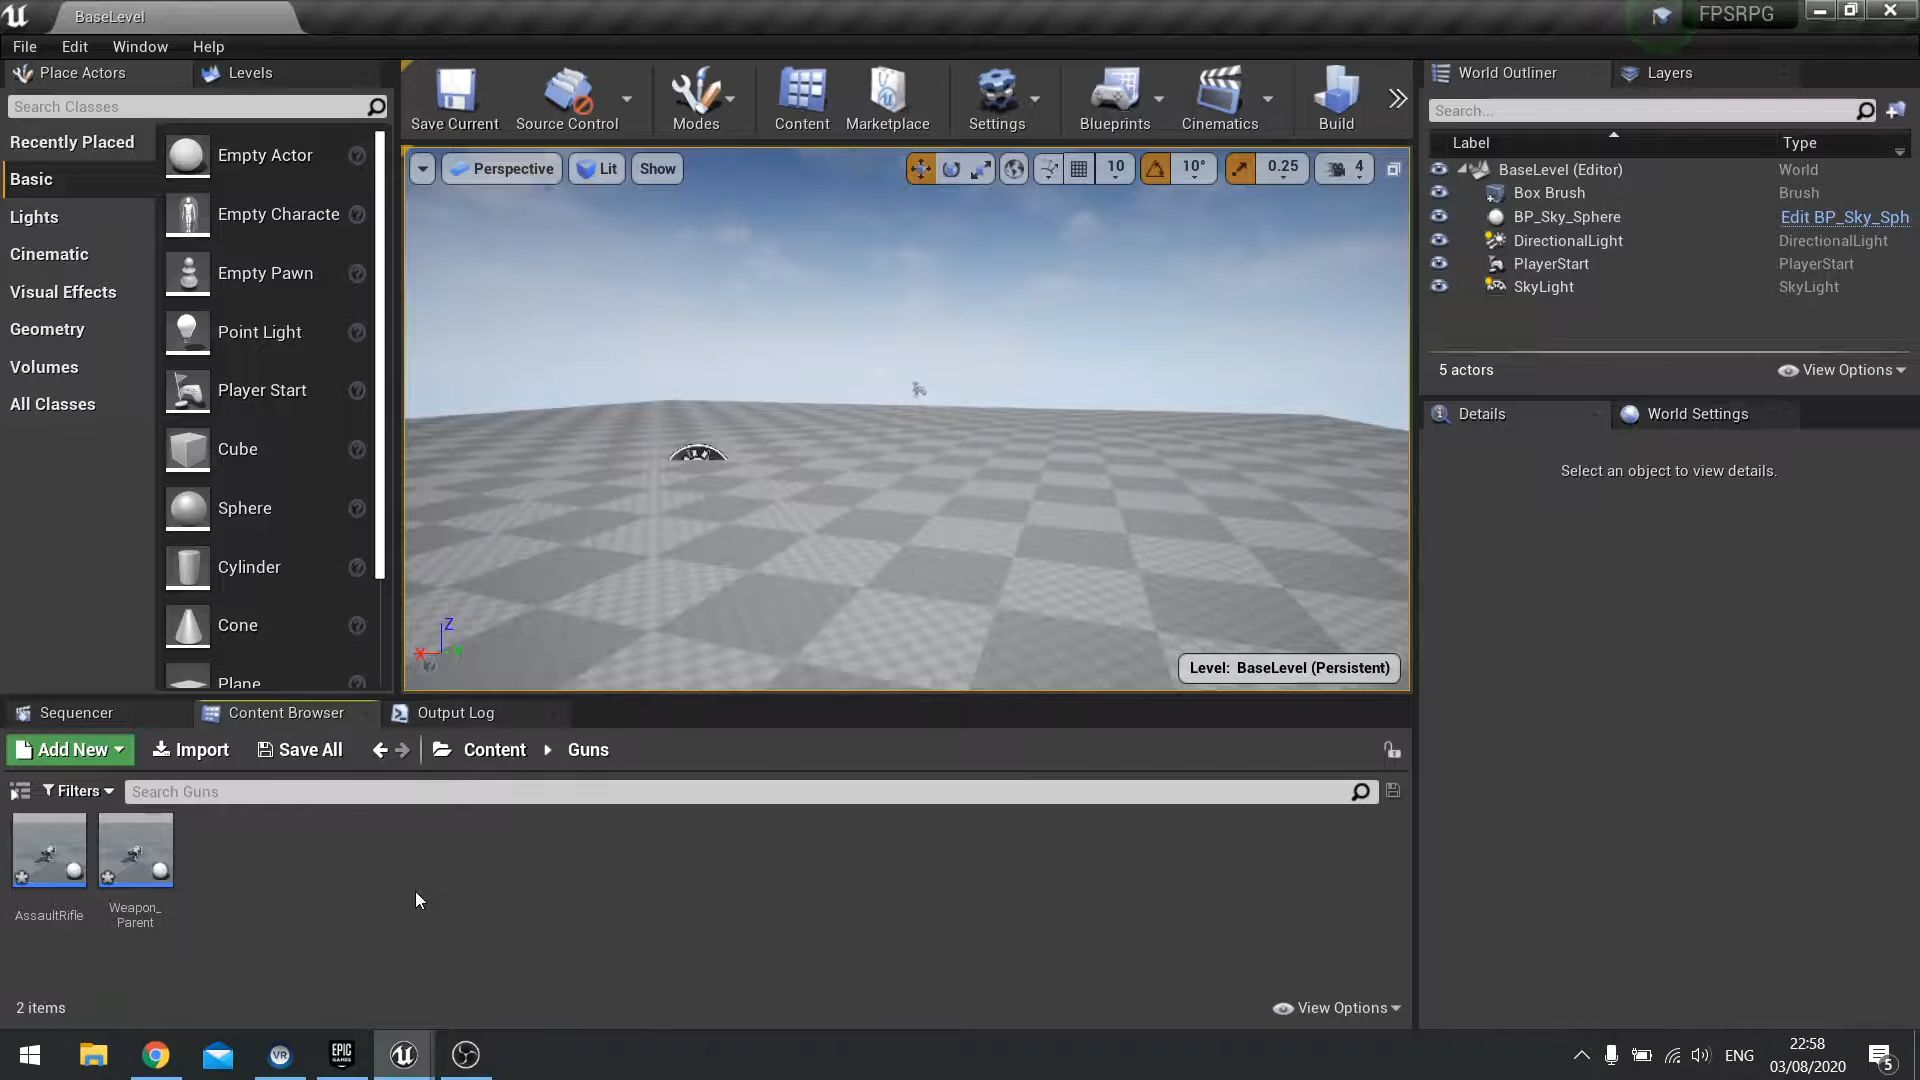 BaseLevel
FPSRPG
File Edit Window Help
Place Actors Levels
Search Classes
Recently Placed
Basic
Lights
Cinematic
Visual Effects
Geometry
Volumes
All Classes
Empty Actor
Empty Characte
Empty Pawn
Point Light
Player Start
Cube
Sphere
Cylinder
Cone
Plane
Save Current Source Control Modes Content Marketplace Settings Blueprints Cinematics Build
Perspective Lit Show 10 10° 0.25 4
Z
X Y
Level: BaseLevel (Persistent)
World Outliner Layers
Search...
Label Type
BaseLevel (Editor) World
Box Brush Brush
BP_Sky_Sphere Edit BP_Sky_Sph
DirectionalLight DirectionalLight
PlayerStart PlayerStart
SkyLight SkyLight
5 actors View Options
Details World Settings
Select an object to view details.
Sequencer Content Browser Output Log
Add New Import Save All Content Guns
Filters Search Guns
AssaultRifle
Weapon_
Parent
2 items View Options
VR EPIC GAMES
ENG
22:58
03/08/2020
5